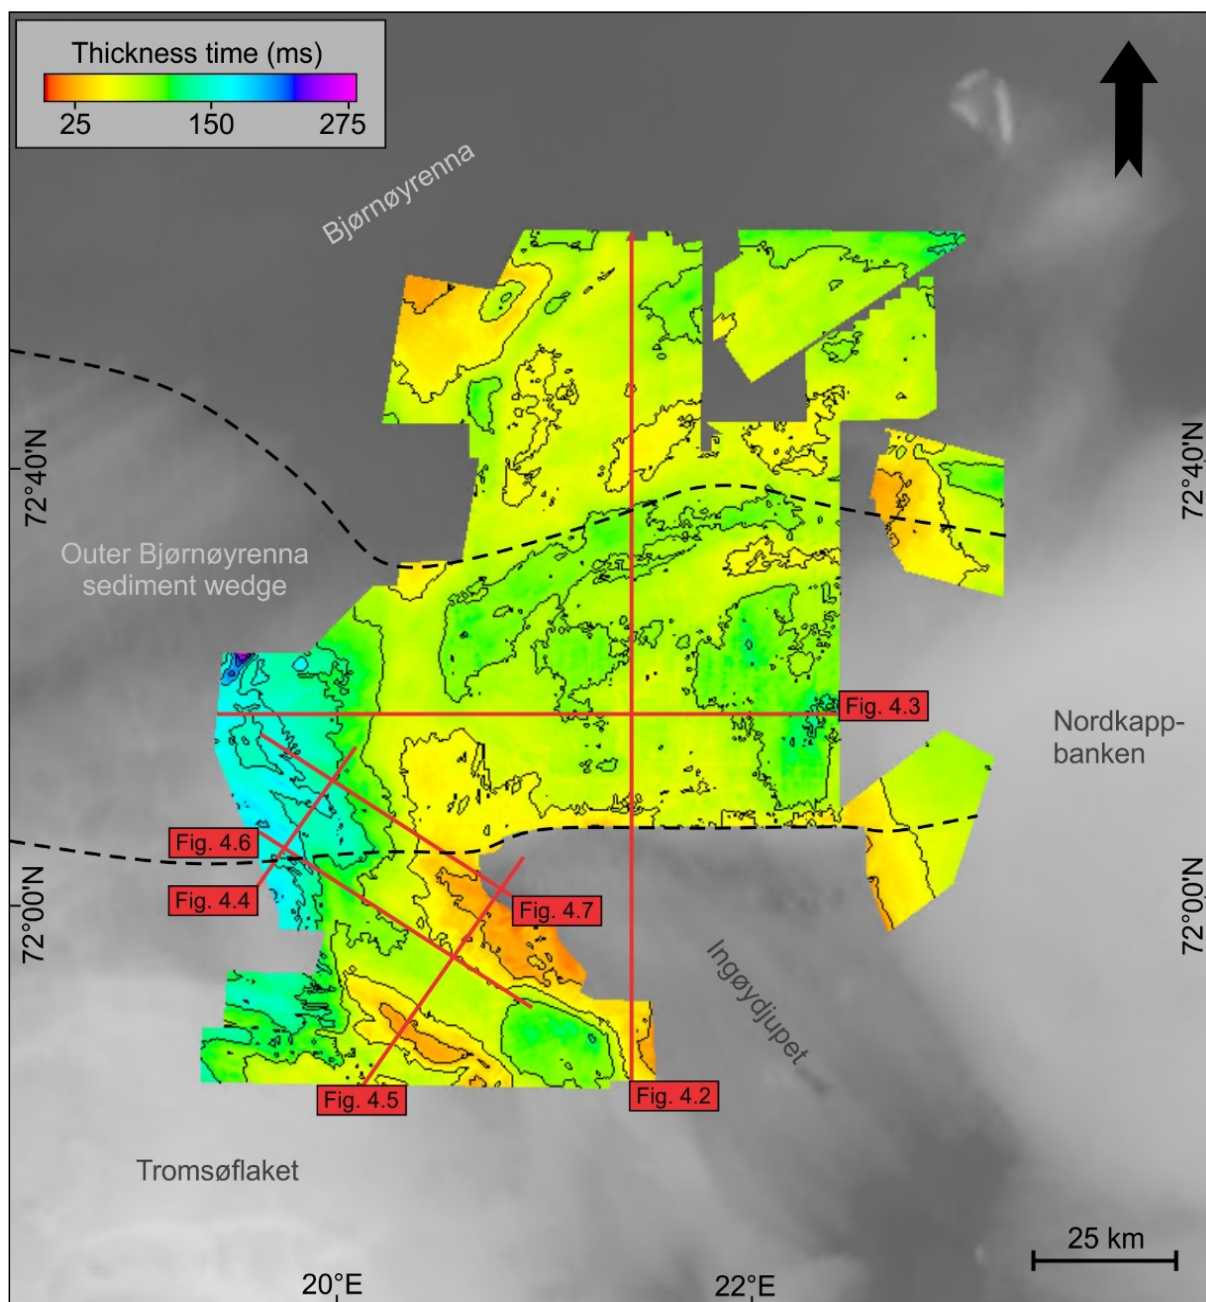 Thickness time (ms)
25 150 275
Bjørnøyrenna
72°40'N
72°40'N
Outer Bjørnøyrenna
sediment wedge
Fig. 4.3
Nordkapp-
banken
Fig. 4.6
Fig. 4.4
Fig. 4.7
72°00'N
72°00'N
Ingøydjupet
Fig. 4.5
Fig. 4.2
Tromsøflaket
25 km
20°E
22°E